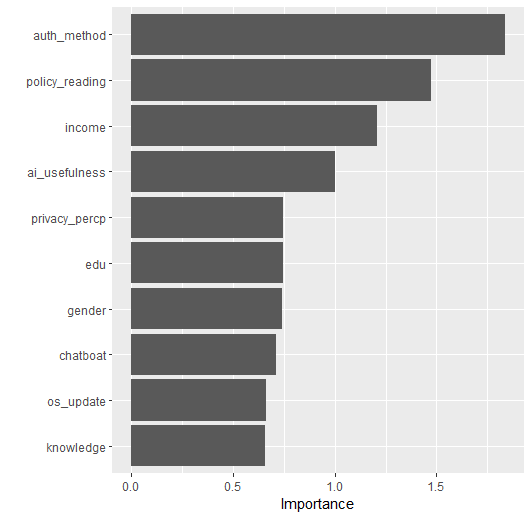 auth_method
policy_reading
income
ai_usefulness
privacy_percp
edu
gender
chatboat
os_update
knowledge
0.0 0.5 1.0 1.5
Importance